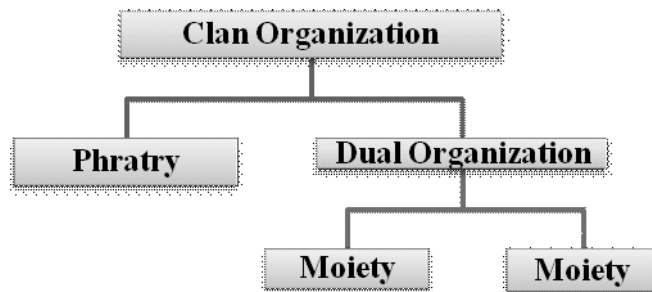 Clan Organization
Phratry
Dual Organization
Moiety
Moiety